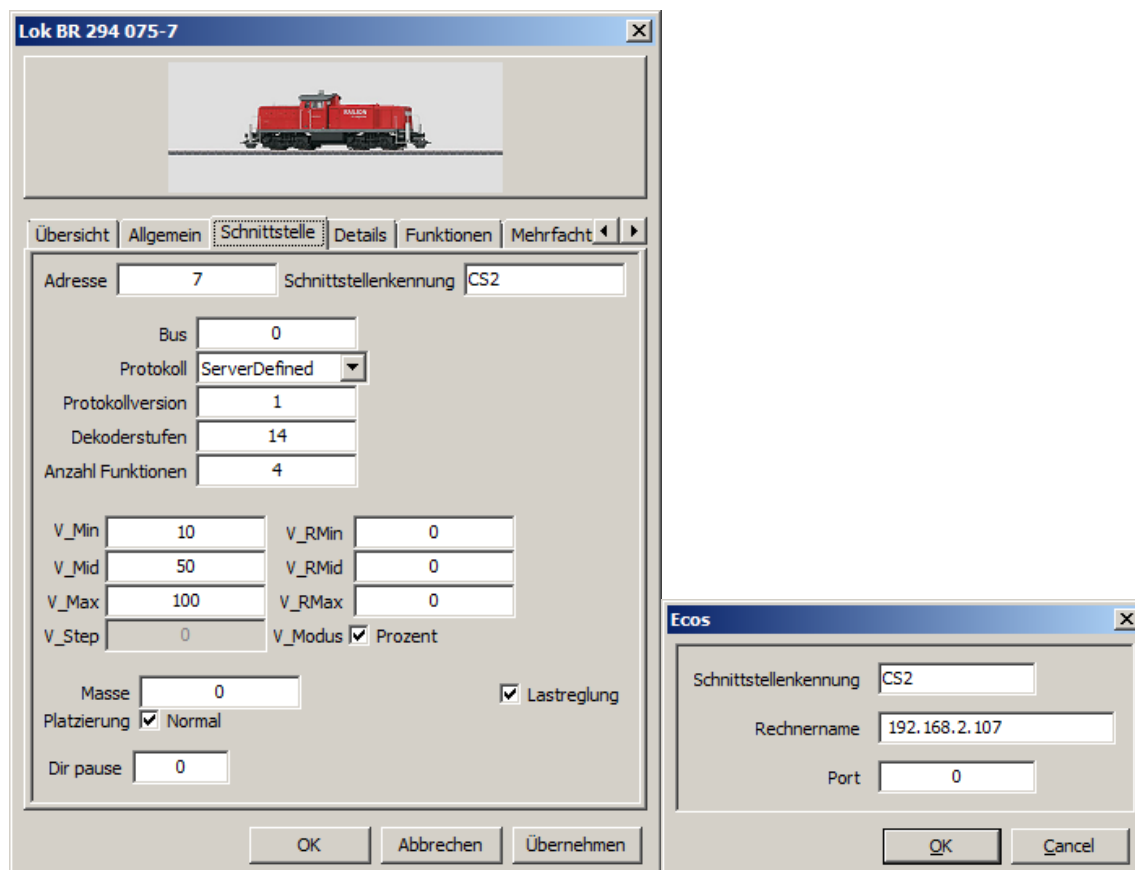 Lok BR 294 075-7
RAILION
Übersicht Allgemein Schnittstelle Details Funktionen Mehrfacht
Adresse 7 Schnittstellenkennung CS2
Bus 0
Protokoll ServerDefined
Protokollversion 1
Dekoderstufen 14
Anzahl Funktionen 4
V_Min 10 V_RMin 0
V_Mid 50 V_RMid 0
V_Max 100 V_RMax 0
V_Step 0 V_Modus Prozent
Masse 0 Lastreglung
Platzierung Normal
Dir pause 0
OK Abbrechen Übernehmen
Ecos
Schnittstellenkennung CS2
Rechnername 192.168.2.107
Port 0
OK Cancel